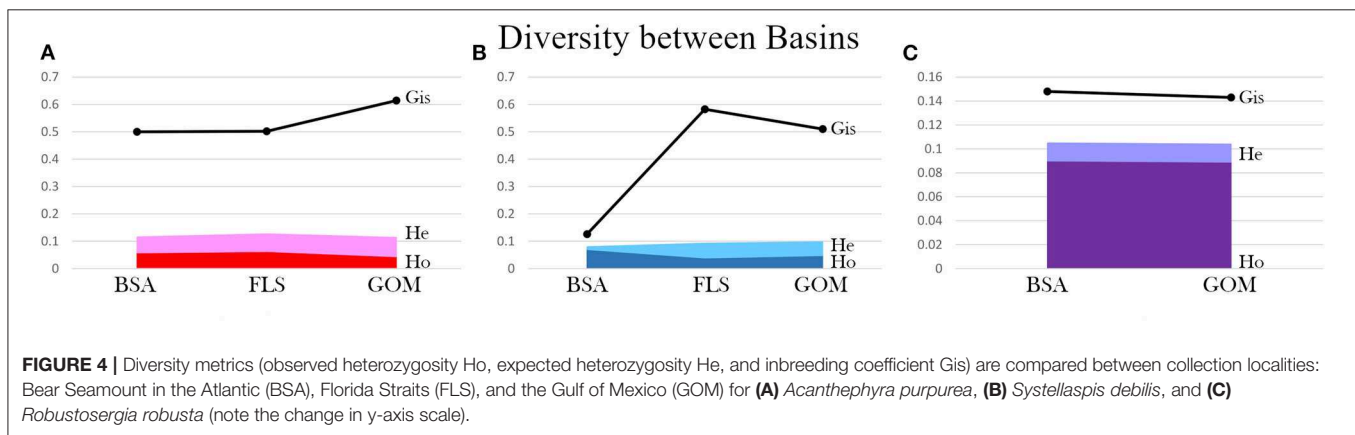 Diversity between Basins
A
0.7
0.6
0.5
0.4
0.3
0.2
0.1
0
Gis
He
Ho
BSA FLS GOM
B
0.7
0.6
0.5
0.4
0.3
0.2
0.1
0
Gis
He
Ho
BSA FLS GOM
C
0.16
0.14
0.12
0.1
0.08
0.06
0.04
0.02
0
Gis
He
Ho
BSA GOM
FIGURE 4 | Diversity metrics (observed heterozygosity Ho, expected heterozygosity He, and inbreeding coefficient Gis) are compared between collection localities:
Bear Seamount in the Atlantic (BSA), Florida Straits (FLS), and the Gulf of Mexico (GOM) for (A) Acanthephyra purpurea, (B) Systellaspis debilis, and (C)
Robustosergia robusta (note the change in y-axis scale).